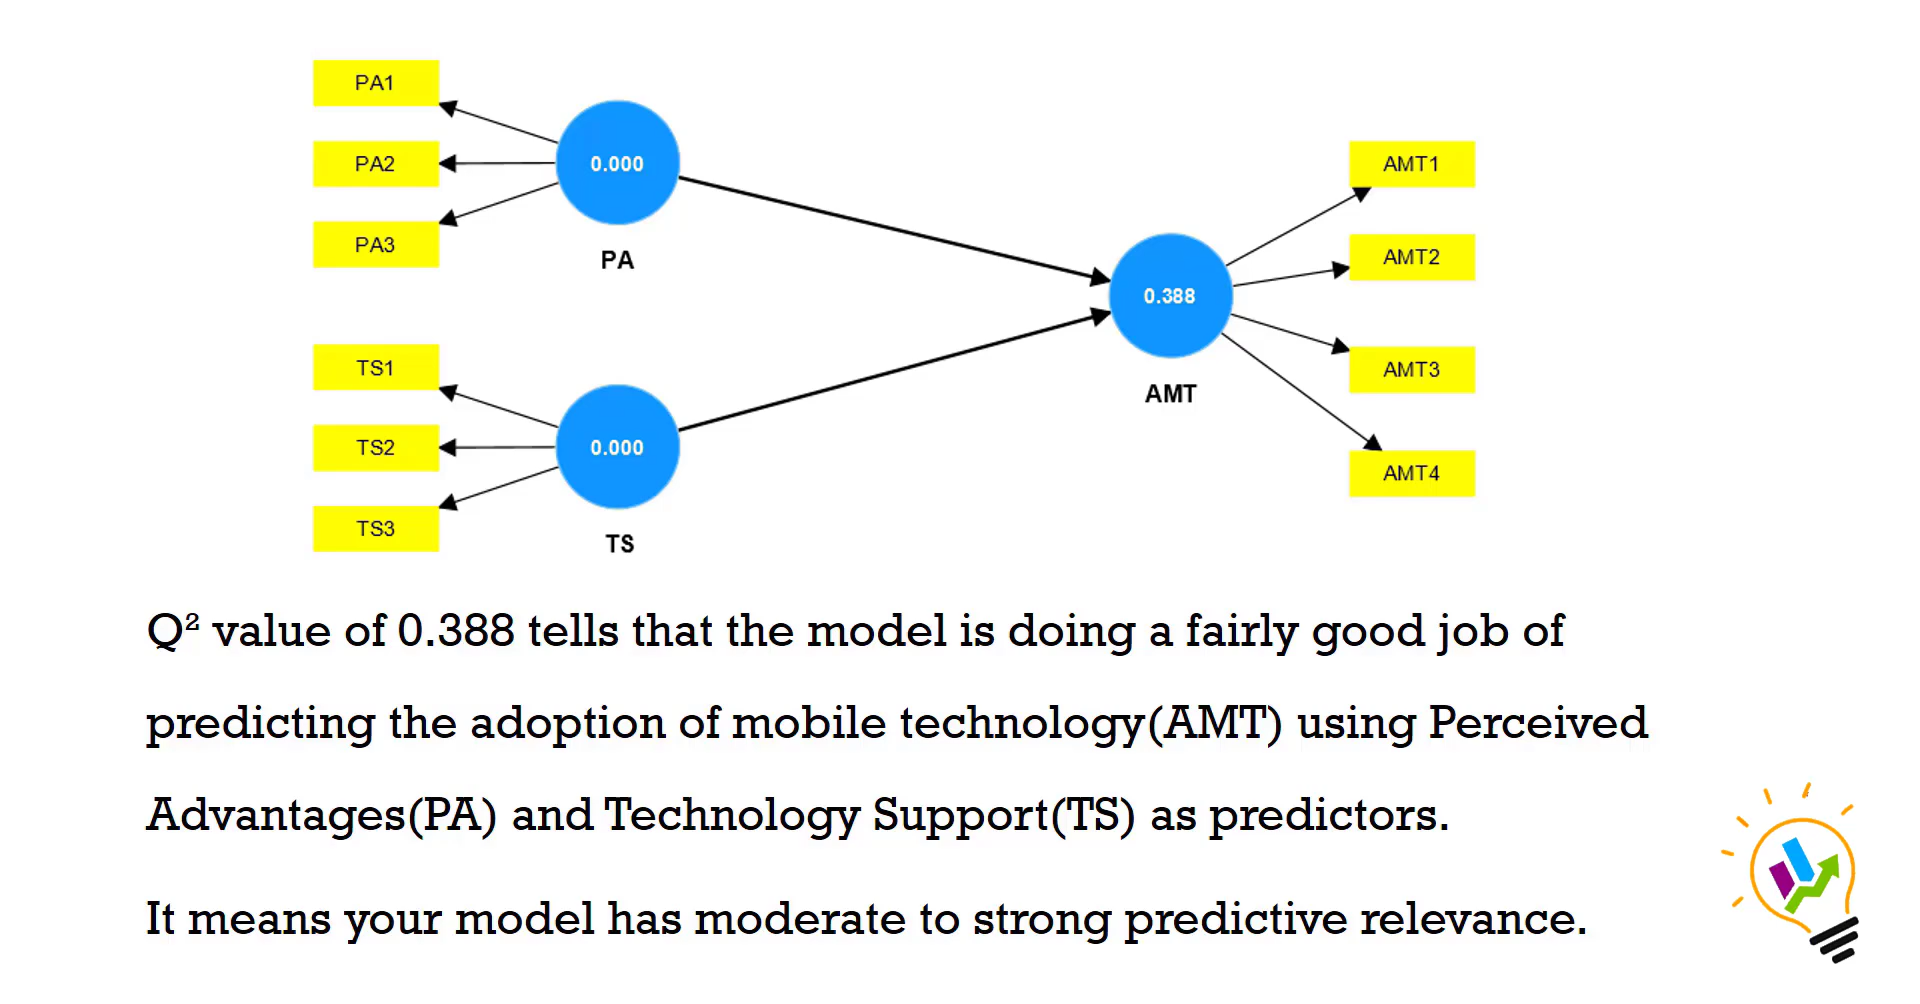 PA1
PA2
PA3
0.000
PA
TS1
TS2
TS3
0.000
TS
0.388
AMT
AMT1
AMT2
AMT3
AMT4
Q² value of 0.388 tells that the model is doing a fairly good job of
predicting the adoption of mobile technology(AMT) using Perceived
Advantages(PA) and Technology Support(TS) as predictors.
It means your model has moderate to strong predictive relevance.